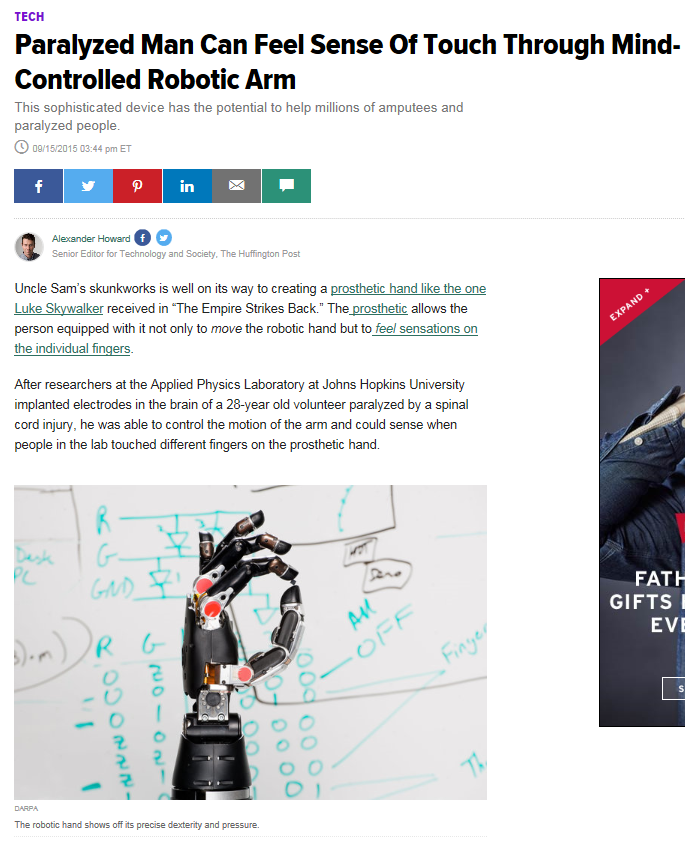 TECH
Paralyzed Man Can Feel Sense Of Touch Through Mind-
Controlled Robotic Arm
This sophisticated device has the potential to help millions of amputees and
paralyzed people.
09/15/2015 03:44 pm ET
Alexander Howard
Senior Editor for Technology and Society, The Huffington Post
Uncle Sam's skunkworks is well on its way to creating a prosthetic hand like the one
Luke Skywalker received in “The Empire Strikes Back.” The prosthetic allows the
person equipped with it not only to move the robotic hand but to feel sensations on
the individual fingers.
After researchers at the Applied Physics Laboratory at Johns Hopkins University
implanted electrodes in the brain of a 28-year old volunteer paralyzed by a spinal
cord injury, he was able to control the motion of the arm and could sense when
people in the lab touched different fingers on the prosthetic hand.
EXPAND +
FATH
GIFTS
EVE
S
R
G
GND
Desk
PC
All
OFF
Finge
R G
Th
DARPA
The robotic hand shows off its precise dexterity and pressure.